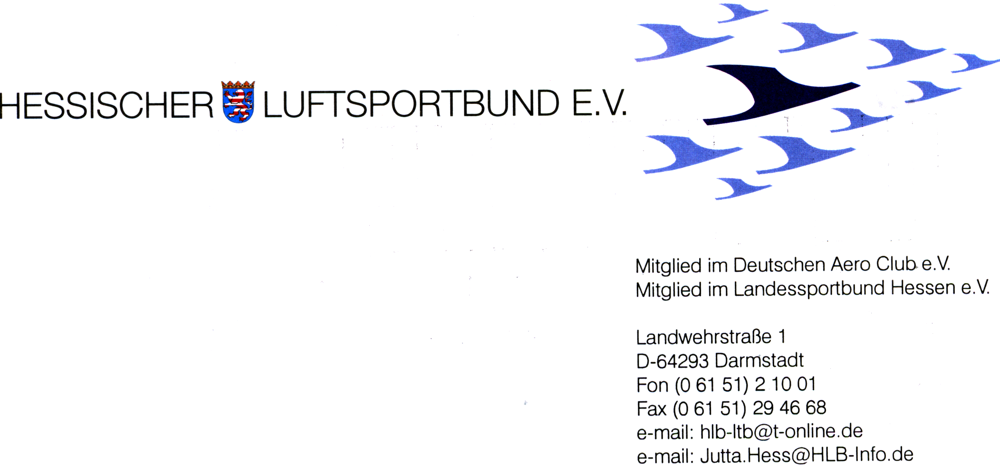 HESSISCHER LUFTSPORTBUND E.V.
Mitglied im Deutschen Aero Club e.V.
Mitglied im Landessportbund Hessen e.V.
Landwehrstraße 1
D-64293 Darmstadt
Fon (0 61 51) 2 10 01
Fax (0 61 51) 29 46 68
e-mail: hlb-ltb@t-online.de
e-mail: Jutta.Hess@HLB-Info.de